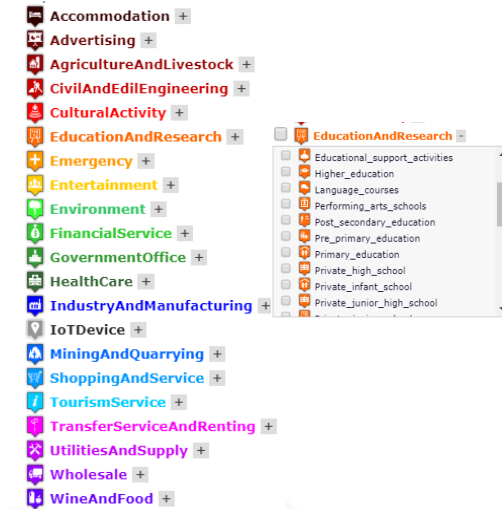 Accommodation +
Advertising +
AgricultureAndLivestock +
CivilAndEdilEngineering +
CulturalActivity +
EducationAndResearch +
Emergency +
Entertainment +
Environment +
FinancialService +
GovernmentOffice +
HealthCare +
IndustryAndManufacturing +
IoTDevice +
MiningAndQuarrying +
ShoppingAndService +
TourismService +
TransferServiceAndRenting +
UtilitiesAndSupply +
Wholesale +
WineAndFood +
EducationAndResearch -
Educational_support_activities
Higher_education
Language_courses
Performing_arts_schools
Post_secondary_education
Pre_primary_education
Primary_education
Private_high_school
Private_infant_school
Private_junior_high_school